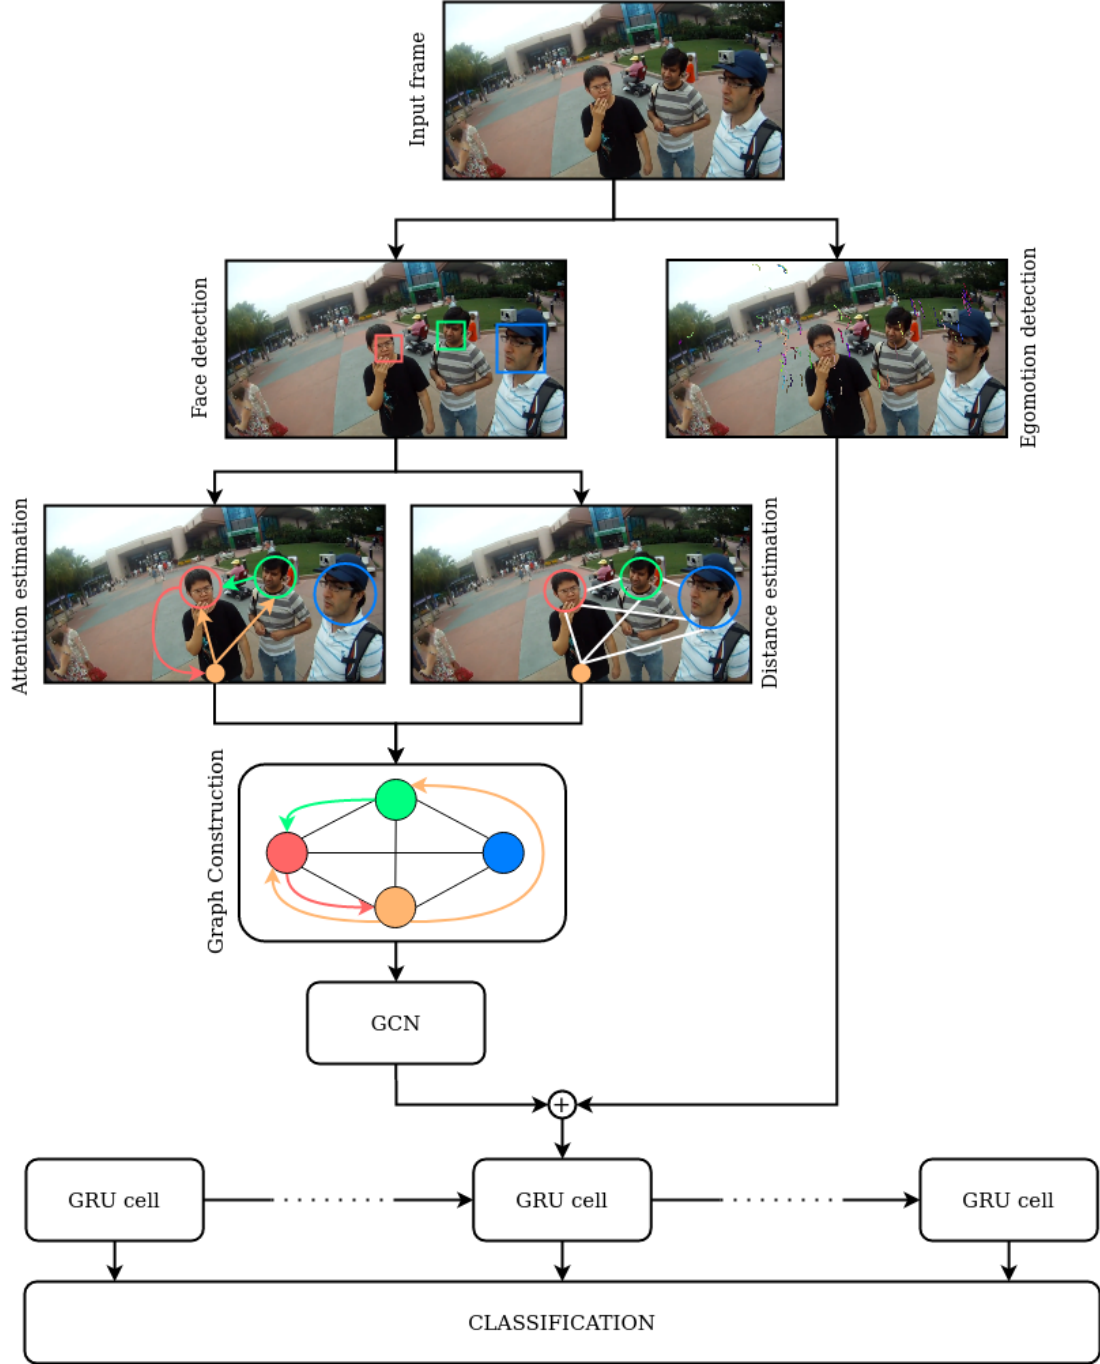 Input frame
Face detection
Egomotion detection
Attention estimation
Distance estimation
Graph Construction
GCN
+
GRU cell
GRU cell
GRU cell
CLASSIFICATION